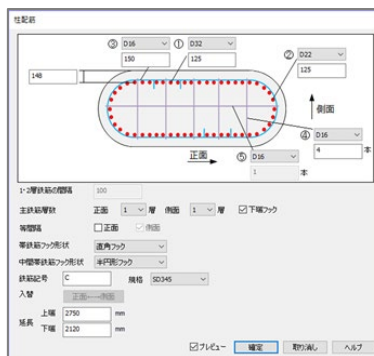 柱配筋
③ D16 ① D32
150 125
② D22
125
148
側面
④ D16
4 本
正面
⑤ D16
1 本
1-2層鉄筋の間隔 100
主鉄筋層数 正面 1 層 側面 1 層 下端フック
等間隔 正面 側面
帯鉄筋フック形状 直角フック
中間帯鉄筋フック形状 半円形フック
鉄筋記号 C 規格 SD345
入替 正面←→側面
延長 上端 2750 mm
下端 2120 mm
プレビュー 確定 取り消し ヘルプ